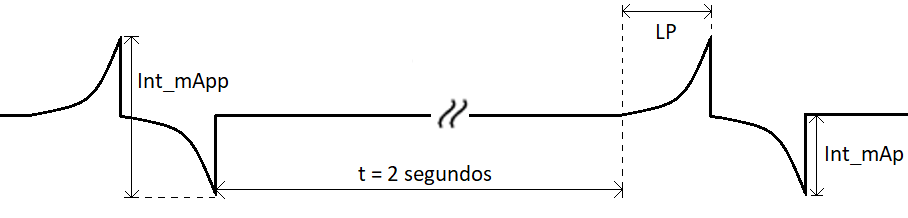 LP
Int_mApp
Int_mAp
t = 2 segundos